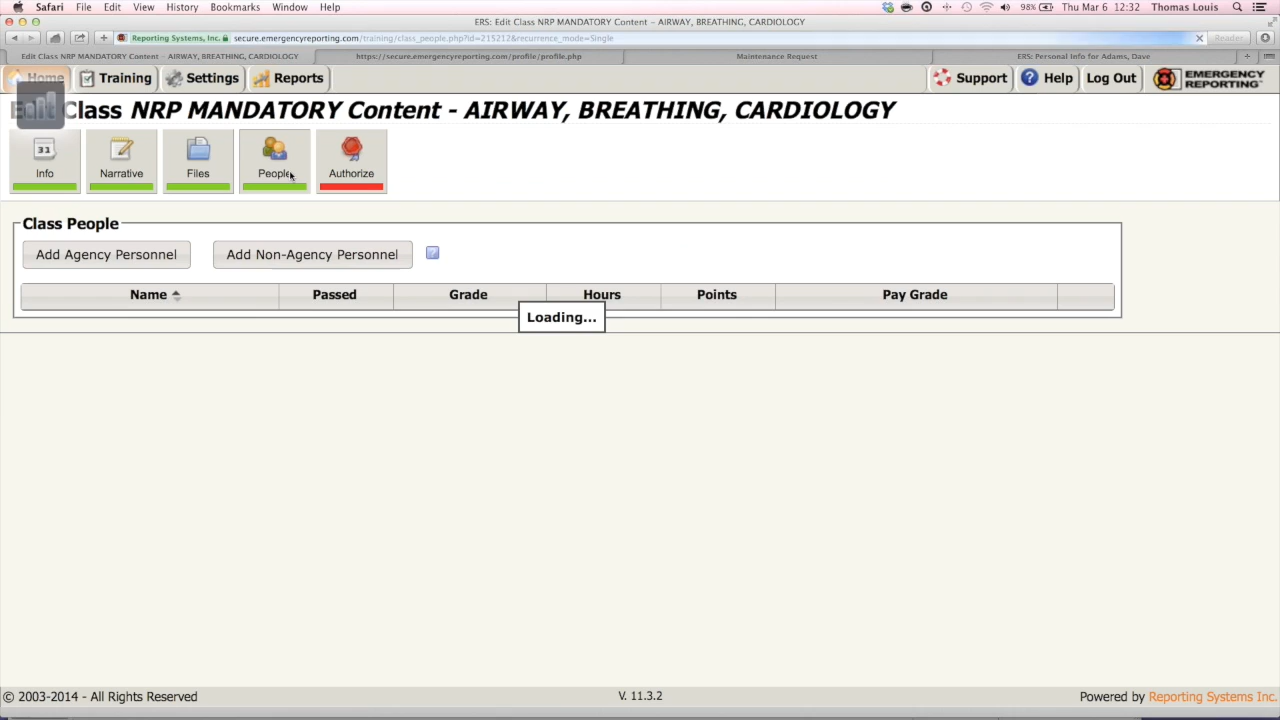 Safari File Edit View History Bookmarks Window Help 98% Thu Mar 6 12:32 Thomas Louis
ERS: Edit Class NRP MANDATORY Content – AIRWAY, BREATHING, CARDIOLOGY
Reporting Systems, Inc. secure.emergencyreporting.com/training/class_people.php?id=215212&recurrence_mode=Single Reader
Edit Class NRP MANDATORY Content – AIRWAY, BREATHING, CARDIOLOGY https://secure.emergencyreporting.com/profile/profile.php Maintenance Request ERS: Personal Info for Adams, Dave
Home Training Settings Reports Support Help Log Out EMERGENCY REPORTING
Edit Class NRP MANDATORY Content - AIRWAY, BREATHING, CARDIOLOGY
31
Info Narrative Files People Authorize
Class People
Add Agency Personnel Add Non-Agency Personnel ?
Name Passed Grade Hours Points Pay Grade
Loading...
© 2003-2014 - All Rights Reserved V. 11.3.2 Powered by Reporting Systems Inc.